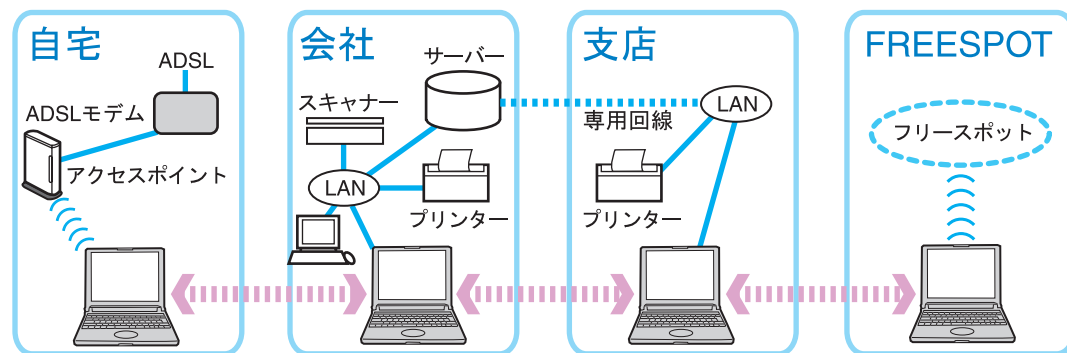 自宅
ADSL
ADSLモデム
アクセスポイント
会社
サーバー
スキャナー
LAN
プリンター
支店
LAN
専用回線
プリンター
FREESPOT
フリースポット